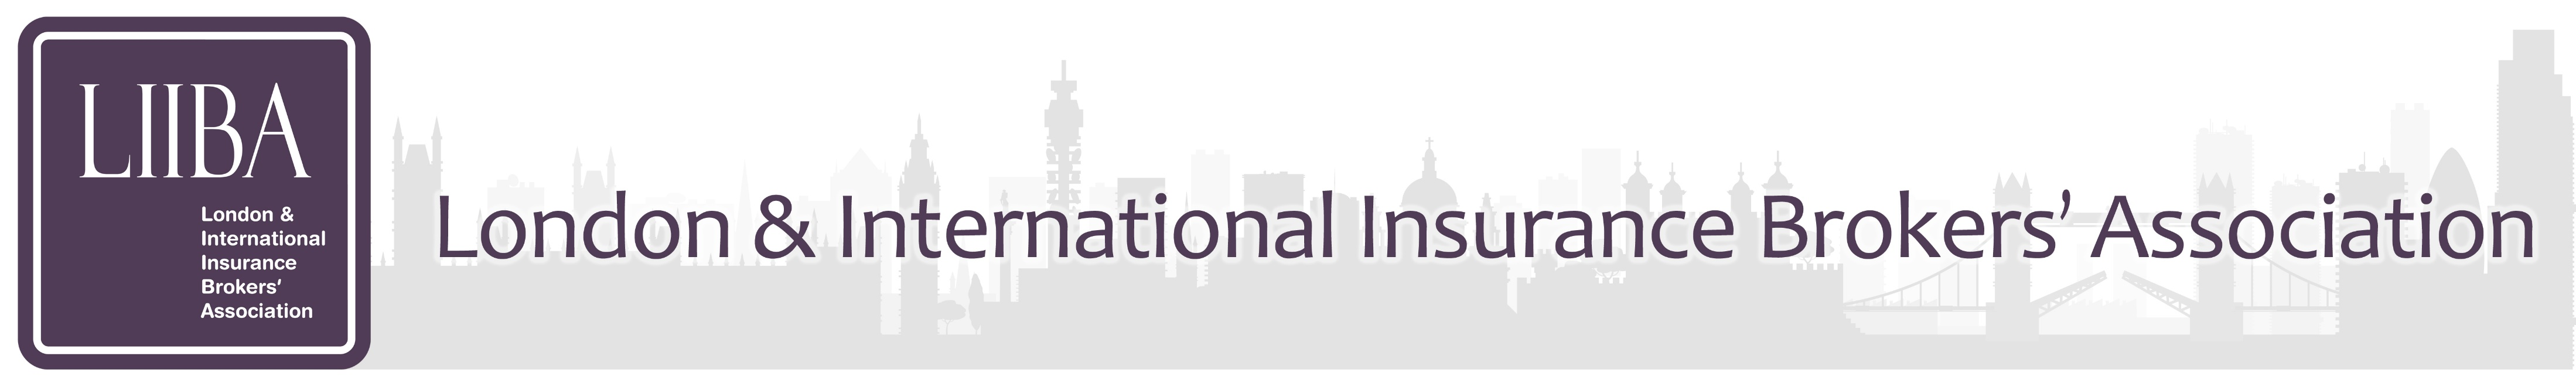 LIIBA
London &
International
Insurance
Brokers'
Association
London & International Insurance Brokers’ Association